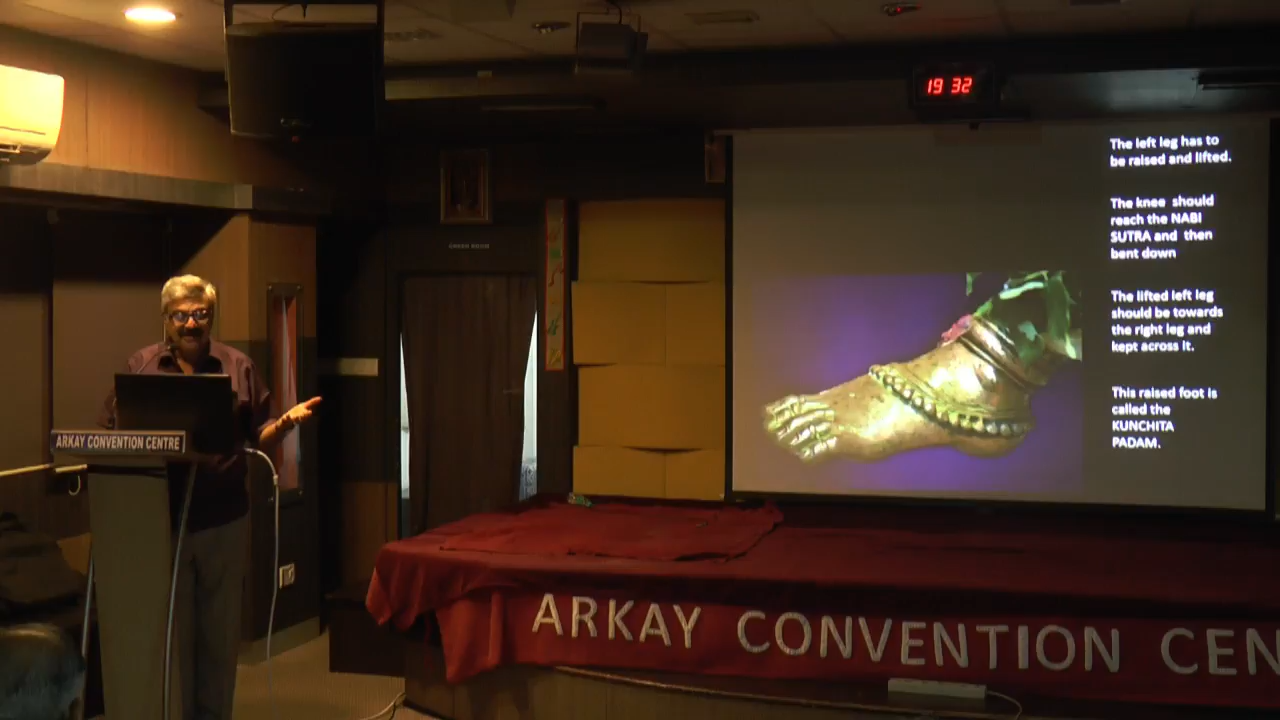 19 32
The left leg has to
be raised and lifted.
The knee should
reach the NABI
SUTRA and then
bent down
The lifted left leg
should be towards
the right leg and
kept across it.
This raised foot is
called the
KUNCHITA
PADAM.
GREEN ROOM
ARKAY CONVENTION CENTRE
ARKAY CONVENTION CEN